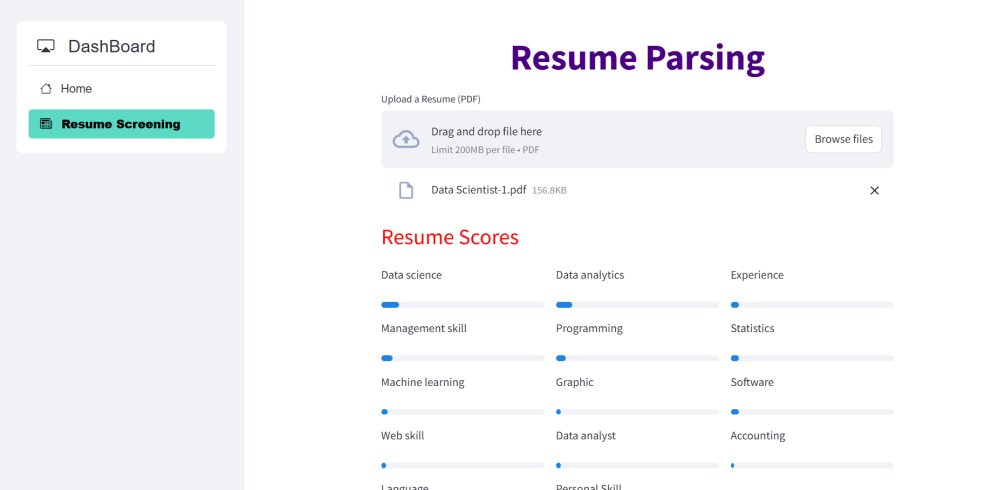 DashBoard
Home
Resume Screening
Resume Parsing
Upload a Resume (PDF)
Drag and drop file here
Limit 200MB per file • PDF
Browse files
Data Scientist-1.pdf 156.8KB
Resume Scores
Data science Data analytics Experience
Management skill Programming Statistics
Machine learning Graphic Software
Web skill Data analyst Accounting
Language Personal Skill